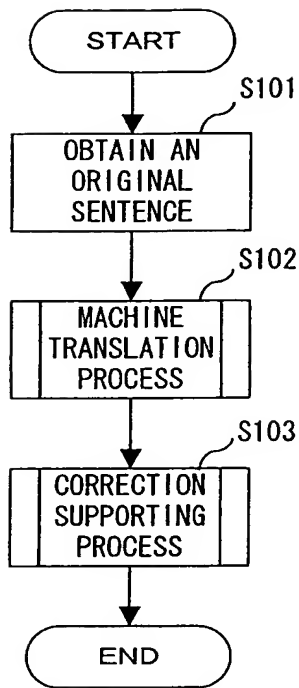 START
S101
OBTAIN AN
ORIGINAL
SENTENCE
S102
MACHINE
TRANSLATION
PROCESS
S103
CORRECTION
SUPPORTING
PROCESS
END